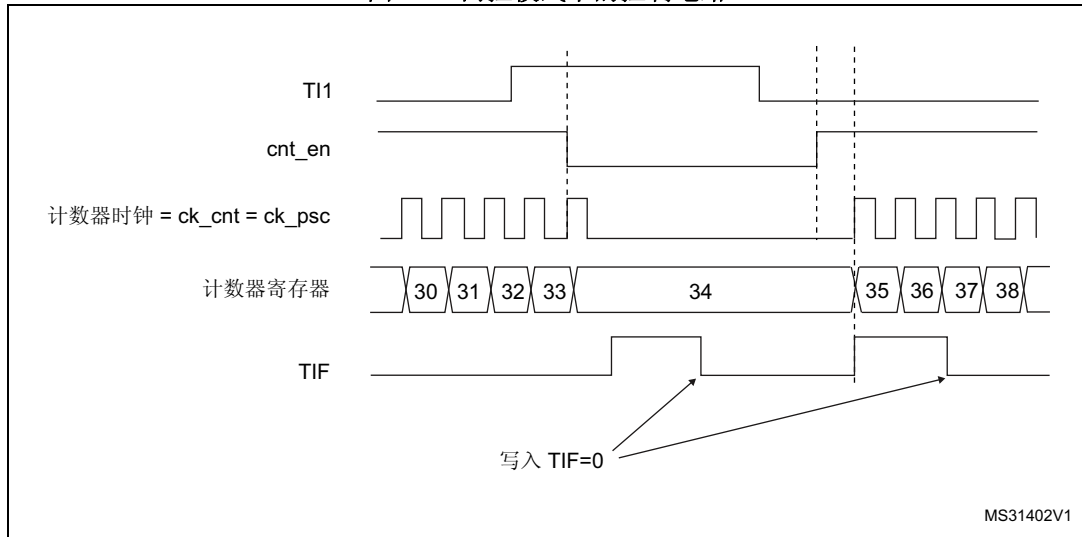 TI1
cnt_en
计数器时钟 = ck_cnt = ck_psc
计数器寄存器
30 31 32 33 34 35 36 37 38
TIF
写入 TIF=0
MS31402V1